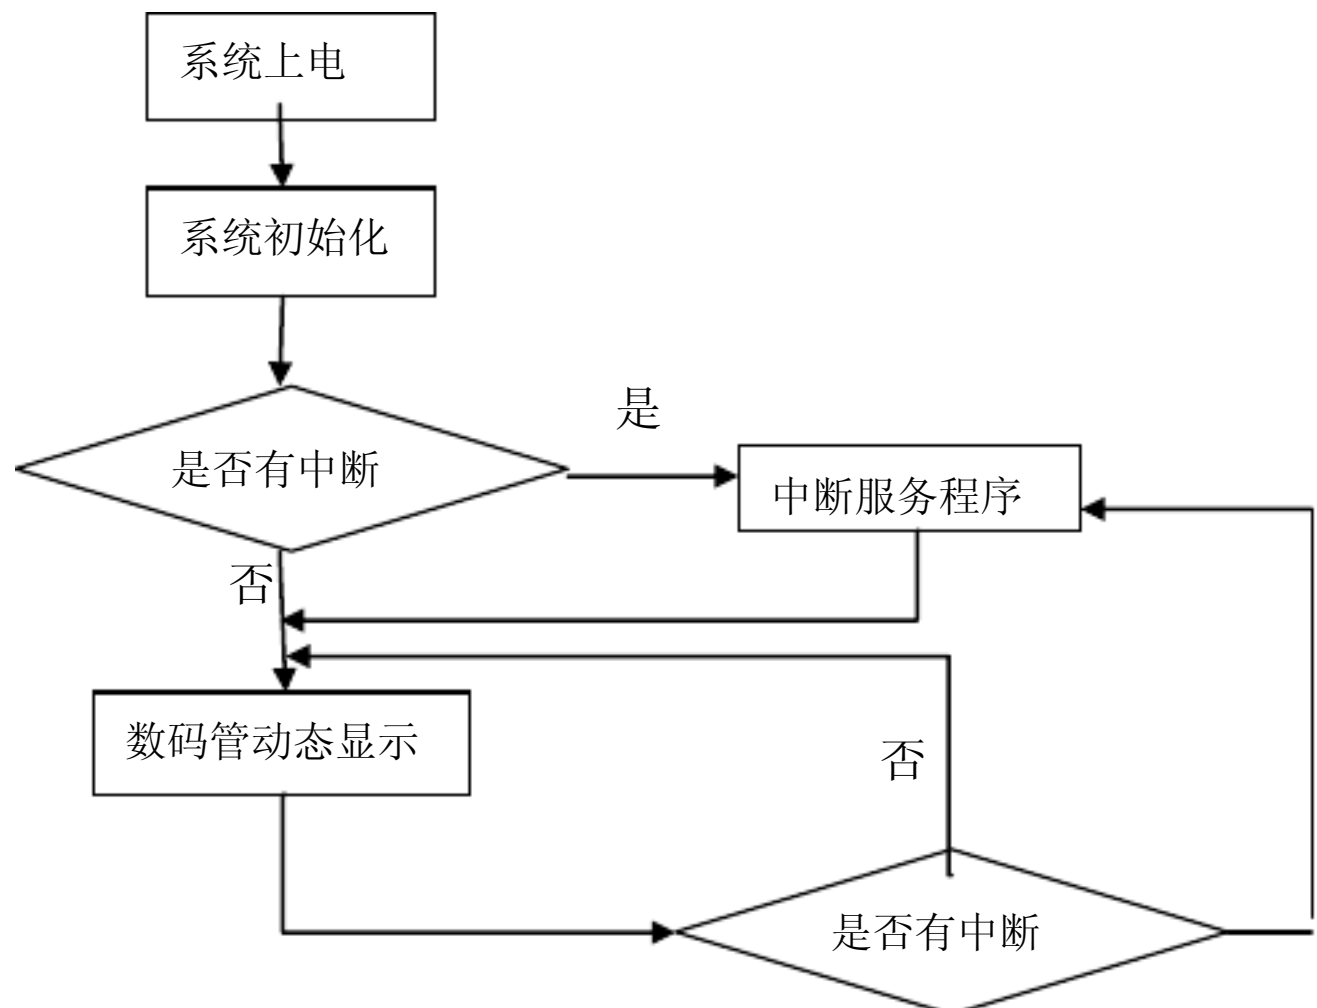 系统上电
系统初始化
是
是否有中断
中断服务程序
否
数码管动态显示
否
是否有中断